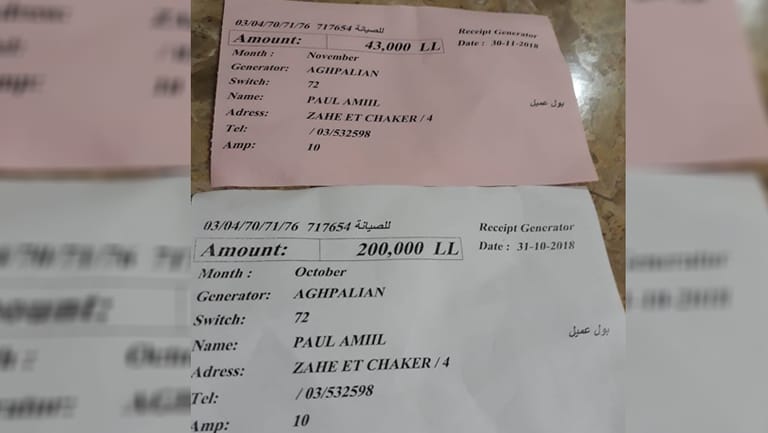 03/04/70/71/76 717654 للصيانة
Receipt Generator
Amount: 43,000 LL
Date : 30-11-2018
Month : November
Generator: AGHPALIAN
Switch: 72
Name: PAUL AMIIL
بول عميل
Adress: ZAHE ET CHAKER / 4
Tel: / 03/532598
Amp: 10
03/04/70/71/76 717654 للصيانة
Receipt Generator
Amount: 200,000 LL
Date : 31-10-2018
Month : October
Generator: AGHPALIAN
Switch: 72
Name: PAUL AMIIL
بول عميل
Adress: ZAHE ET CHAKER / 4
Tel: / 03/532598
Amp: 10